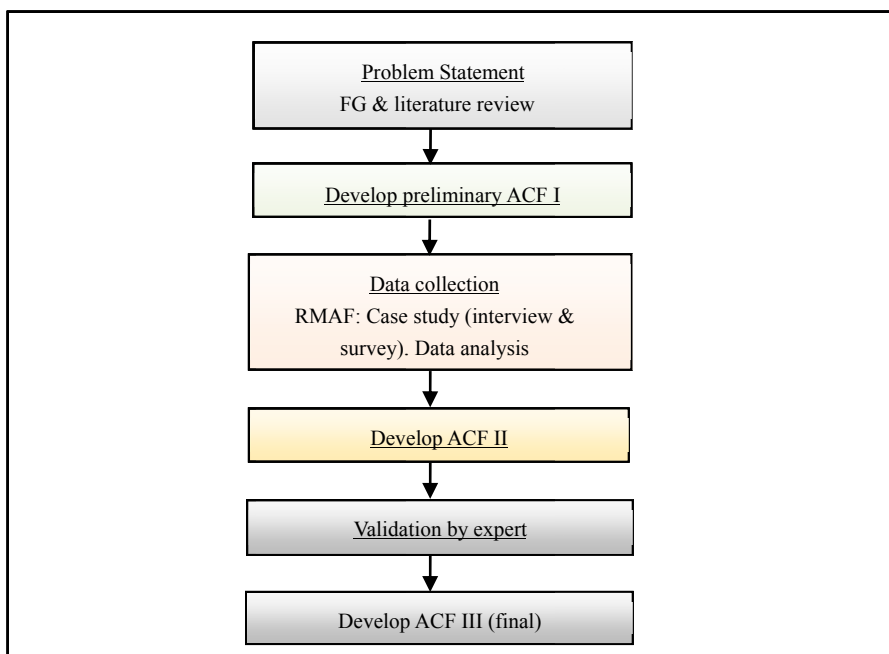 Problem Statement
FG & literature review
Develop preliminary ACF I
Data collection
RMAF: Case study (interview &
survey). Data analysis
Develop ACF II
Validation by expert
Develop ACF III (final)